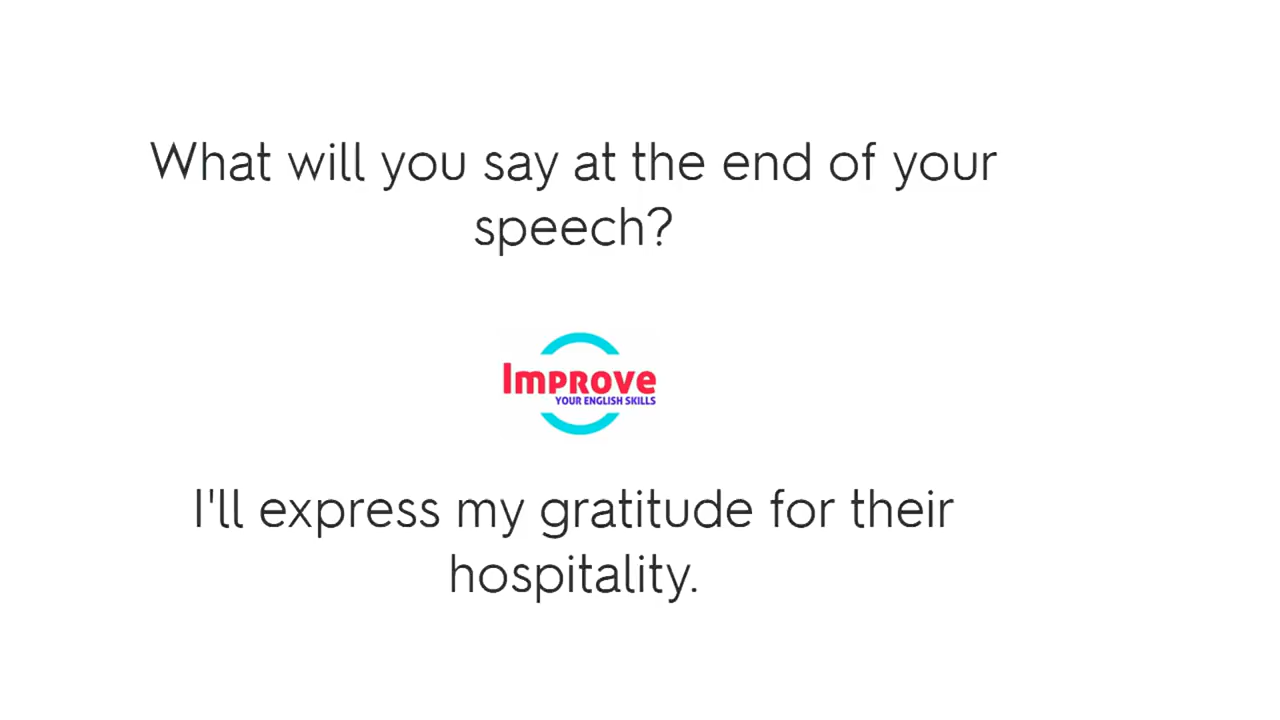 What will you say at the end of your
speech?
Improve
YOUR ENGLISH SKILLS
I'll express my gratitude for their
hospitality.